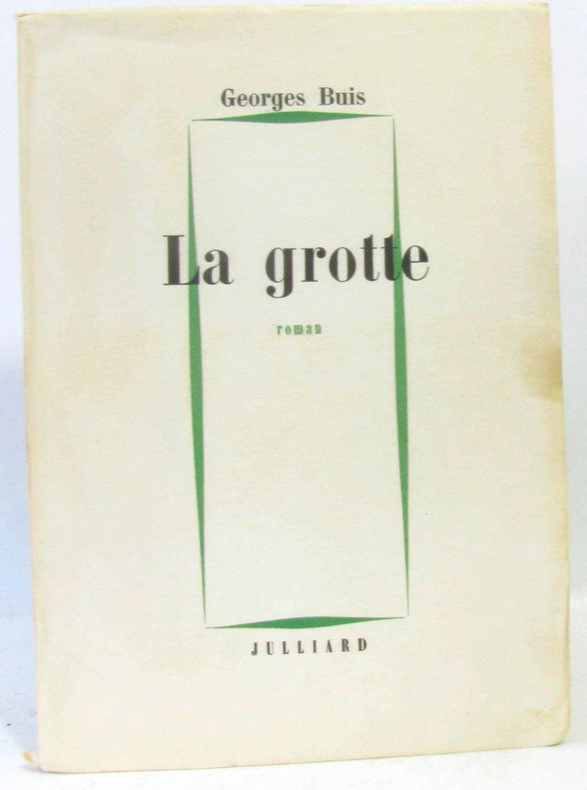 Georges Buis
La grotte
roman
JULLIARD